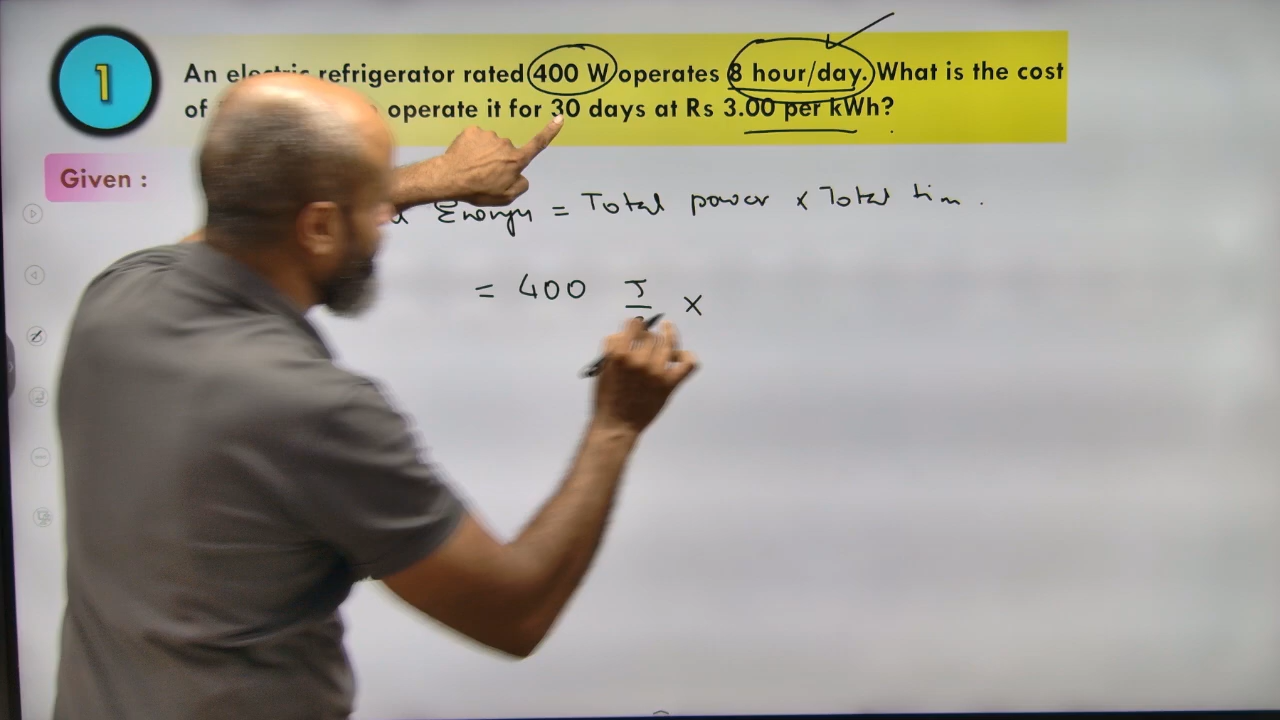 1
An electric refrigerator rated 400 W operates 8 hour/day. What is the cost
of operate it for 30 days at Rs 3.00 per kWh?
Given :
Energy = Total power × Total tim.
= 400 J ×